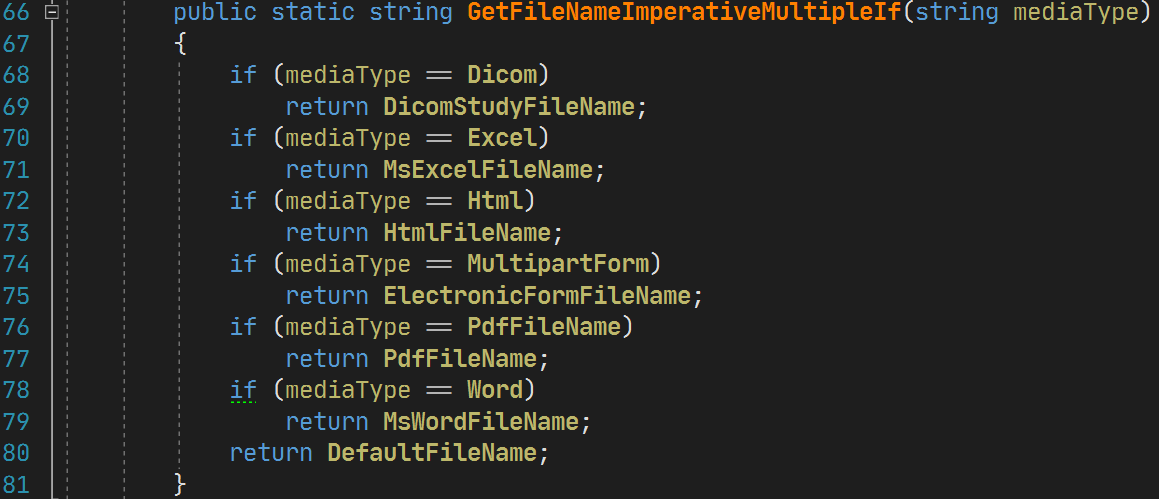 66 public static string GetFileNameImperativeMultipleIf(string mediaType)
67 {
68 if (mediaType == Dicom)
69 return DicomStudyFileName;
70 if (mediaType == Excel)
71 return MsExcelFileName;
72 if (mediaType == Html)
73 return HtmlFileName;
74 if (mediaType == MultipartForm)
75 return ElectronicFormFileName;
76 if (mediaType == PdfFileName)
77 return PdfFileName;
78 if (mediaType == Word)
79 return MsWordFileName;
80 return DefaultFileName;
81 }